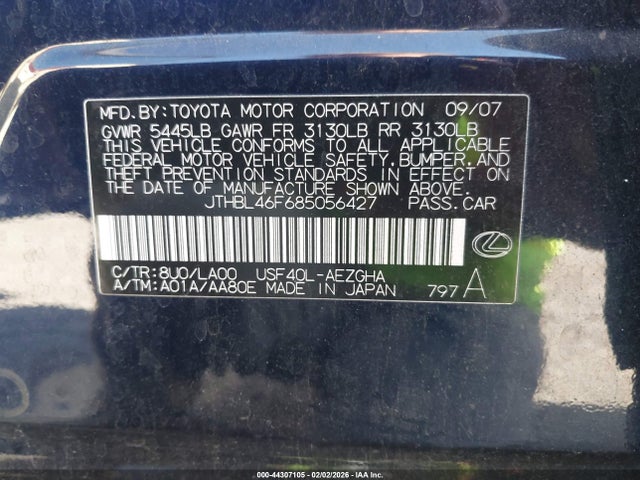 MFD.BY:TOYOTA MOTOR CORPORATION 09/07
GVWR 5445LB GAWR FR 3130LB RR 3130LB
THIS VEHICLE CONFORMS TO ALL APPLICABLE
FEDERAL MOTOR VEHICLE SAFETY,BUMPER,AND
THEFT PREVENTION STANDARDS IN EFFECT ON
THE DATE OF MANUFACTURE SHOWN ABOVE.
JTHBL46F685056427 PASS.CAR
C/TR:8U0/LA00 USF40L-AEZGHA
A/TM:A01A/AA80E MADE IN JAPAN 797 A
000-44307105 - 02/02/2026 - IAAI.COM